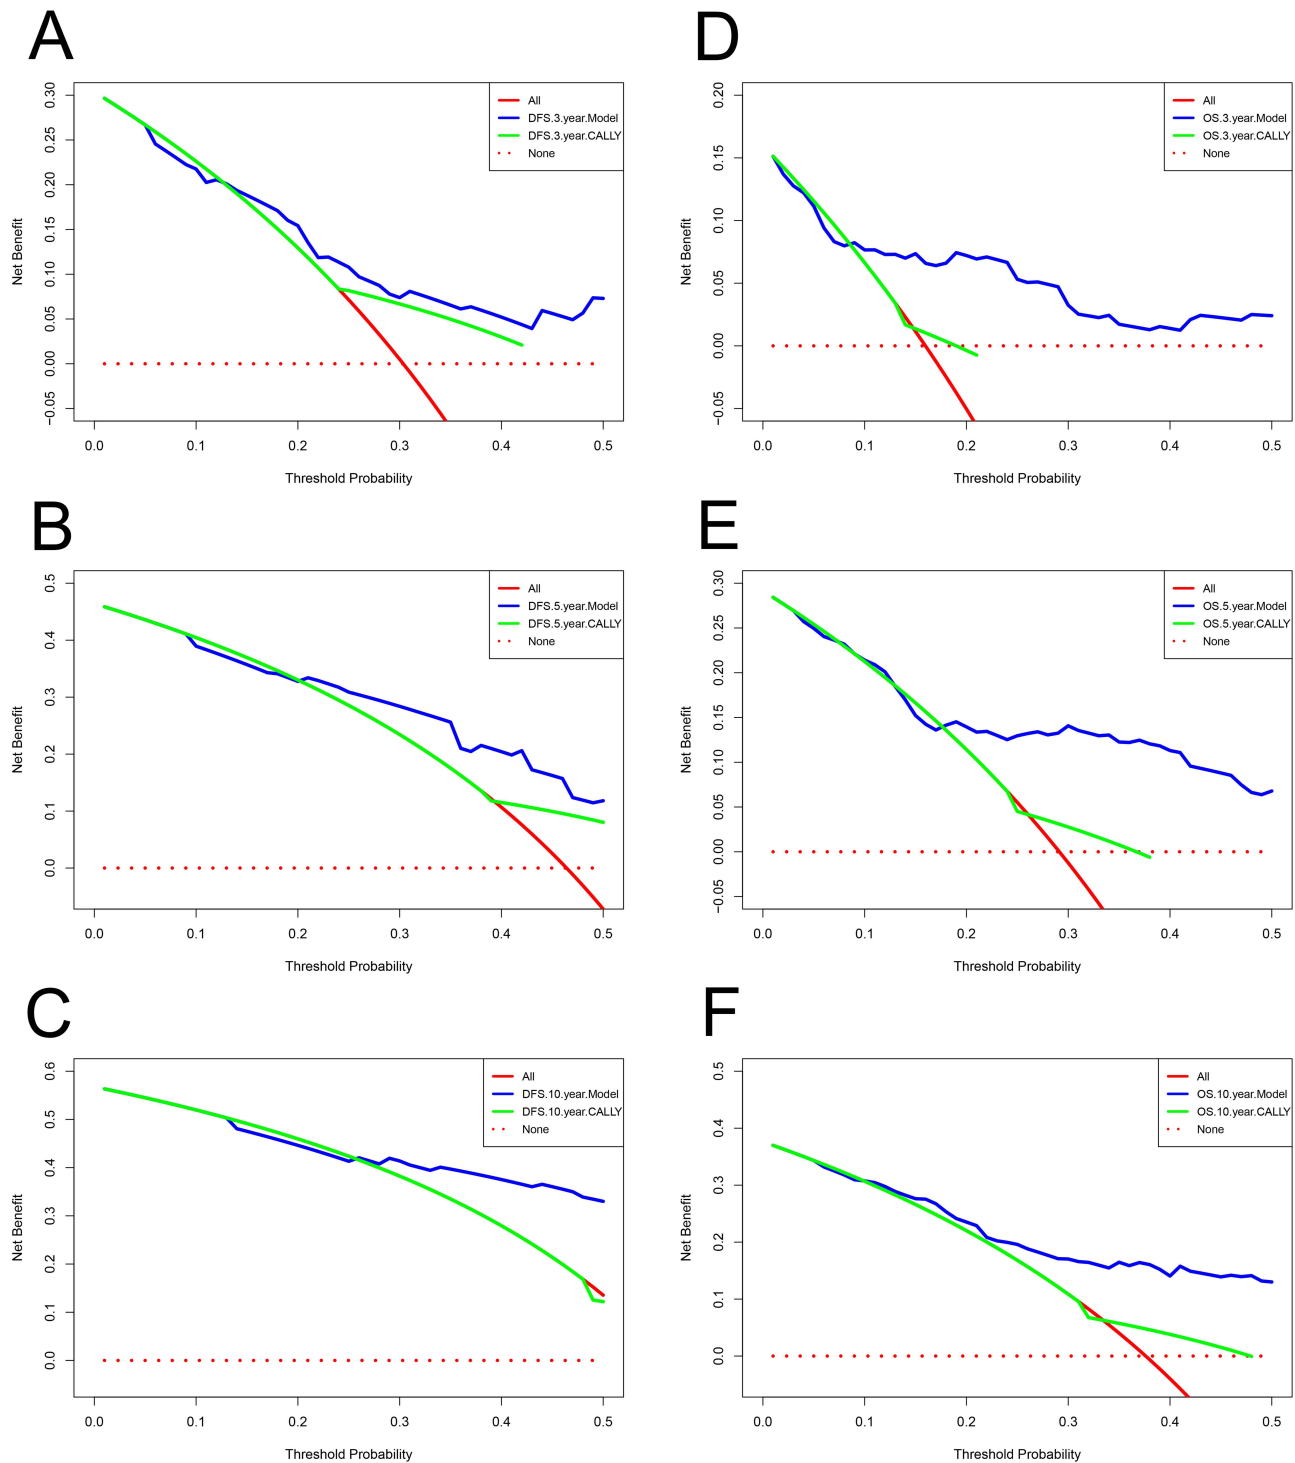 A
Net Benefit
0.30
0.25
0.20
0.15
0.10
0.05
0.00
−0.05
All
DFS.3.year.Model
DFS.3.year.CALLY
None
0.0 0.1 0.2 0.3 0.4 0.5
Threshold Probability
D
Net Benefit
0.20
0.15
0.10
0.05
0.00
−0.05
All
OS.3.year.Model
OS.3.year.CALLY
None
0.0 0.1 0.2 0.3 0.4 0.5
Threshold Probability
B
Net Benefit
0.5
0.4
0.3
0.2
0.1
0.0
All
DFS.5.year.Model
DFS.5.year.CALLY
None
0.0 0.1 0.2 0.3 0.4 0.5
Threshold Probability
E
Net Benefit
0.30
0.25
0.20
0.15
0.10
0.05
0.00
−0.05
All
OS.5.year.Model
OS.5.year.CALLY
None
0.0 0.1 0.2 0.3 0.4 0.5
Threshold Probability
C
Net Benefit
0.6
0.5
0.4
0.3
0.2
0.1
0.0
All
DFS.10.year.Model
DFS.10.year.CALLY
None
0.0 0.1 0.2 0.3 0.4 0.5
Threshold Probability
F
Net Benefit
0.5
0.4
0.3
0.2
0.1
0.0
All
OS.10.year.Model
OS.10.year.CALLY
None
0.0 0.1 0.2 0.3 0.4 0.5
Threshold Probability